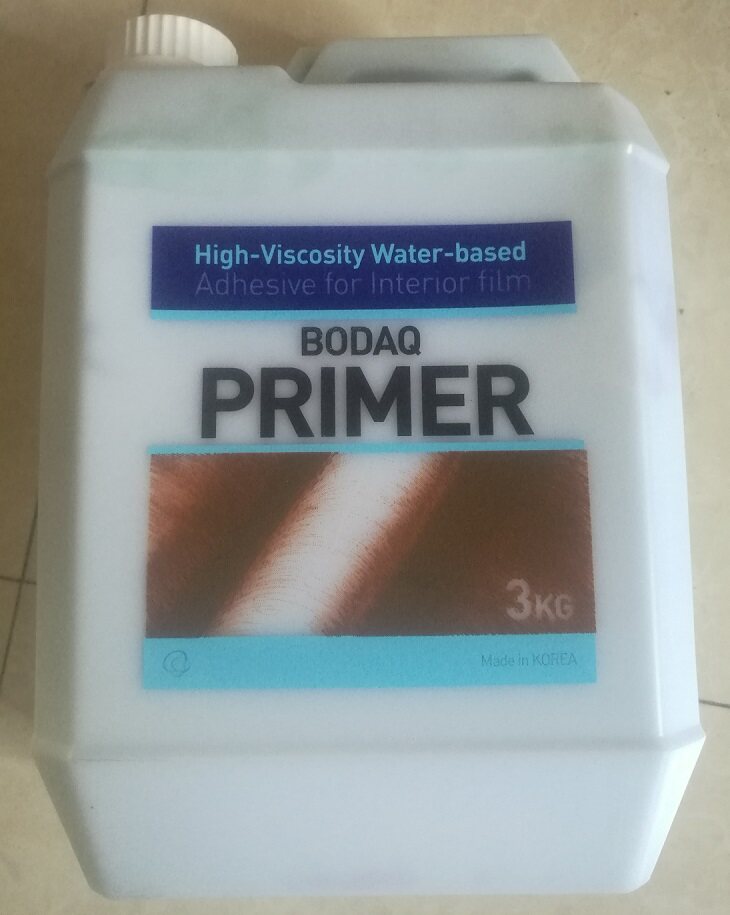 High-Viscosity Water-based
Adhesive for Interior film
BODAQ
PRIMER
3KG
Made in KOREA